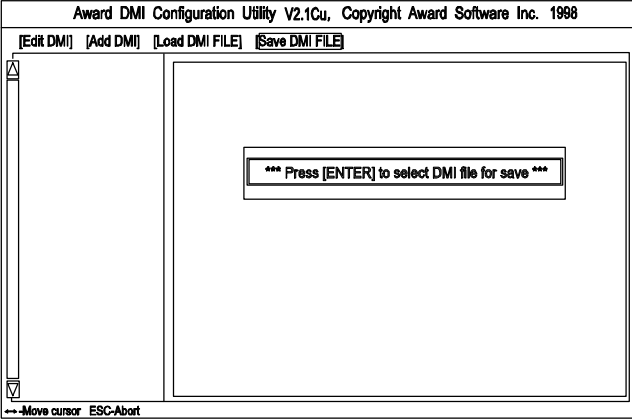 Award DMI Configuration Utility V2.1Cu, Copyright Award Software Inc. 1998
[Edit DMI] [Add DMI] [Load DMI FILE] [Save DMI FILE]
*** Press [ENTER] to select DMI file for save ***
↔-Move cursor ESC-Abort